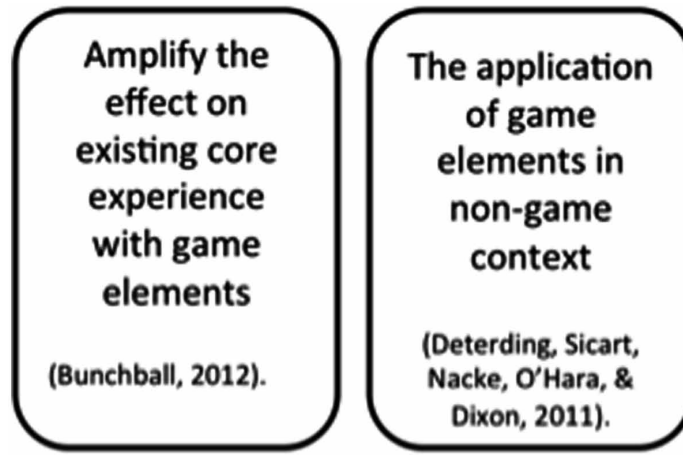 Amplify the
effect on
existing core
experience
with game
elements
(Bunchball, 2012).
The application
of game
elements in
non-game
context
(Deterding, Sicart,
Nacke, O'Hara, &
Dixon, 2011).